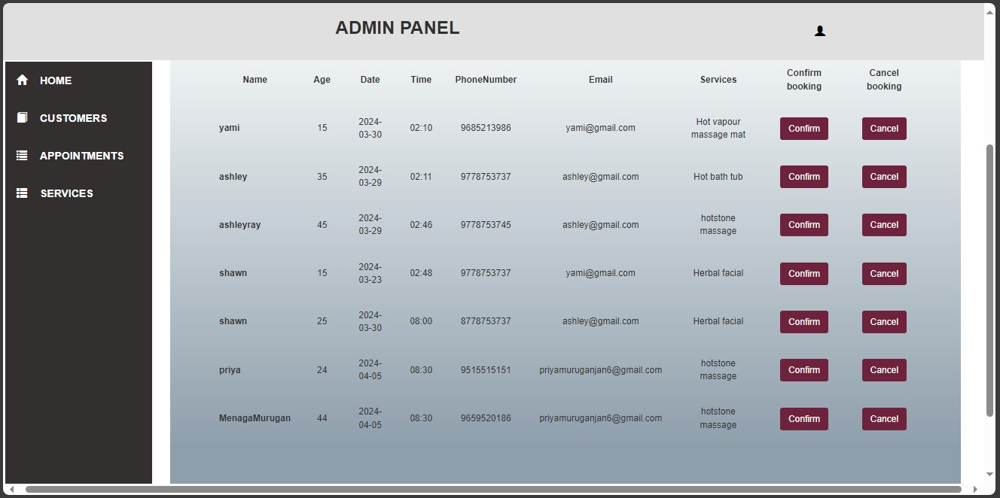 ADMIN PANEL
HOME
CUSTOMERS
APPOINTMENTS
SERVICES
Name Age Date Time PhoneNumber Email Services Confirm booking Cancel booking
yami 15 2024-03-30 02:10 9685213986 yami@gmail.com Hot vapour massage mat Confirm Cancel
ashley 35 2024-03-29 02:11 9778753737 ashley@gmail.com Hot bath tub Confirm Cancel
ashleyray 45 2024-03-29 02:46 9778753745 ashley@gmail.com hotstone massage Confirm Cancel
shawn 15 2024-03-23 02:48 9778753737 yami@gmail.com Herbal facial Confirm Cancel
shawn 25 2024-03-30 08:00 8778753737 ashley@gmail.com Herbal facial Confirm Cancel
priya 24 2024-04-05 08:30 9515515151 priyamuruganjan6@gmail.com hotstone massage Confirm Cancel
MenagaMurugan 44 2024-04-05 08:30 9659520186 priyamuruganjan6@gmail.com hotstone massage Confirm Cancel